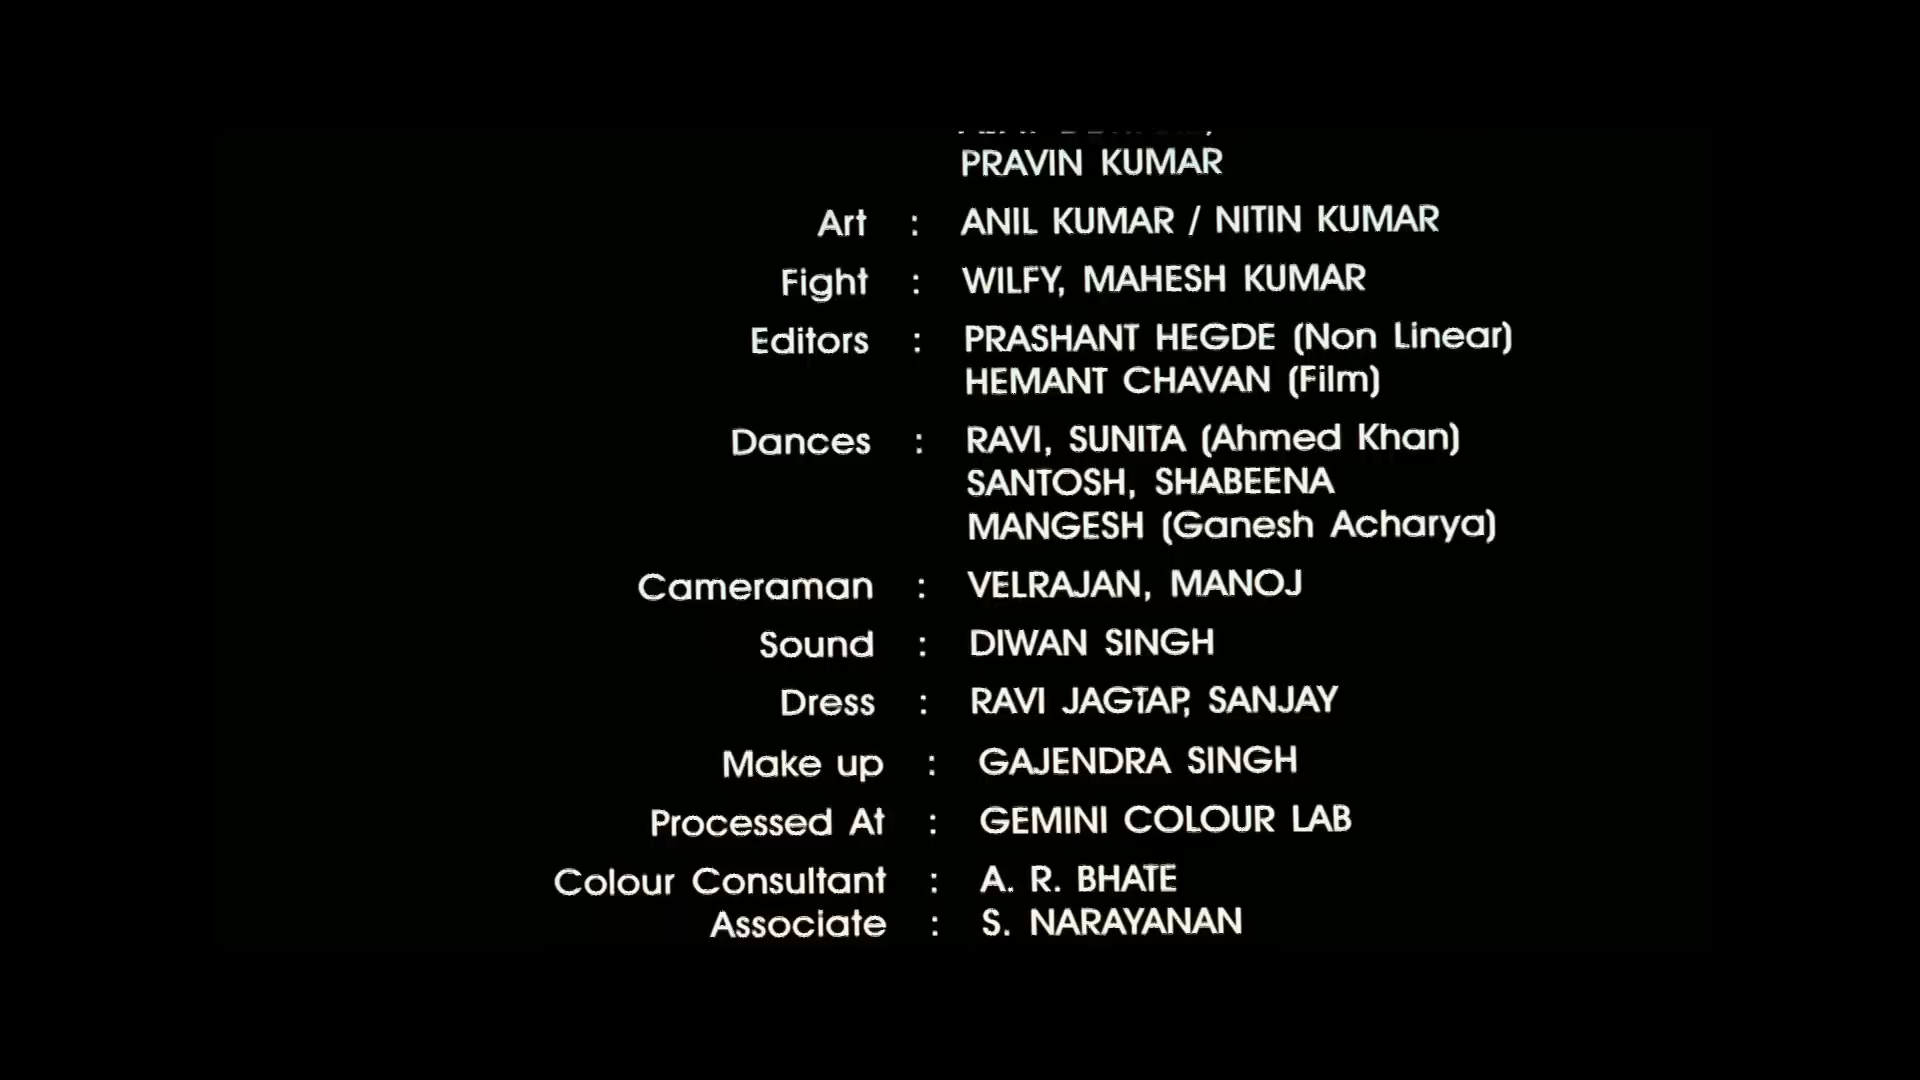 PRAVIN KUMAR
Art : ANIL KUMAR / NITIN KUMAR
Fight : WILFY, MAHESH KUMAR
Editors : PRASHANT HEGDE (Non Linear)
HEMANT CHAVAN (Film)
Dances : RAVI, SUNITA (Ahmed Khan)
SANTOSH, SHABEENA
MANGESH (Ganesh Acharya)
Cameraman : VELRAJAN, MANOJ
Sound : DIWAN SINGH
Dress : RAVI JAGTAP, SANJAY
Make up : GAJENDRA SINGH
Processed At : GEMINI COLOUR LAB
Colour Consultant : A. R. BHATE
Associate : S. NARAYANAN